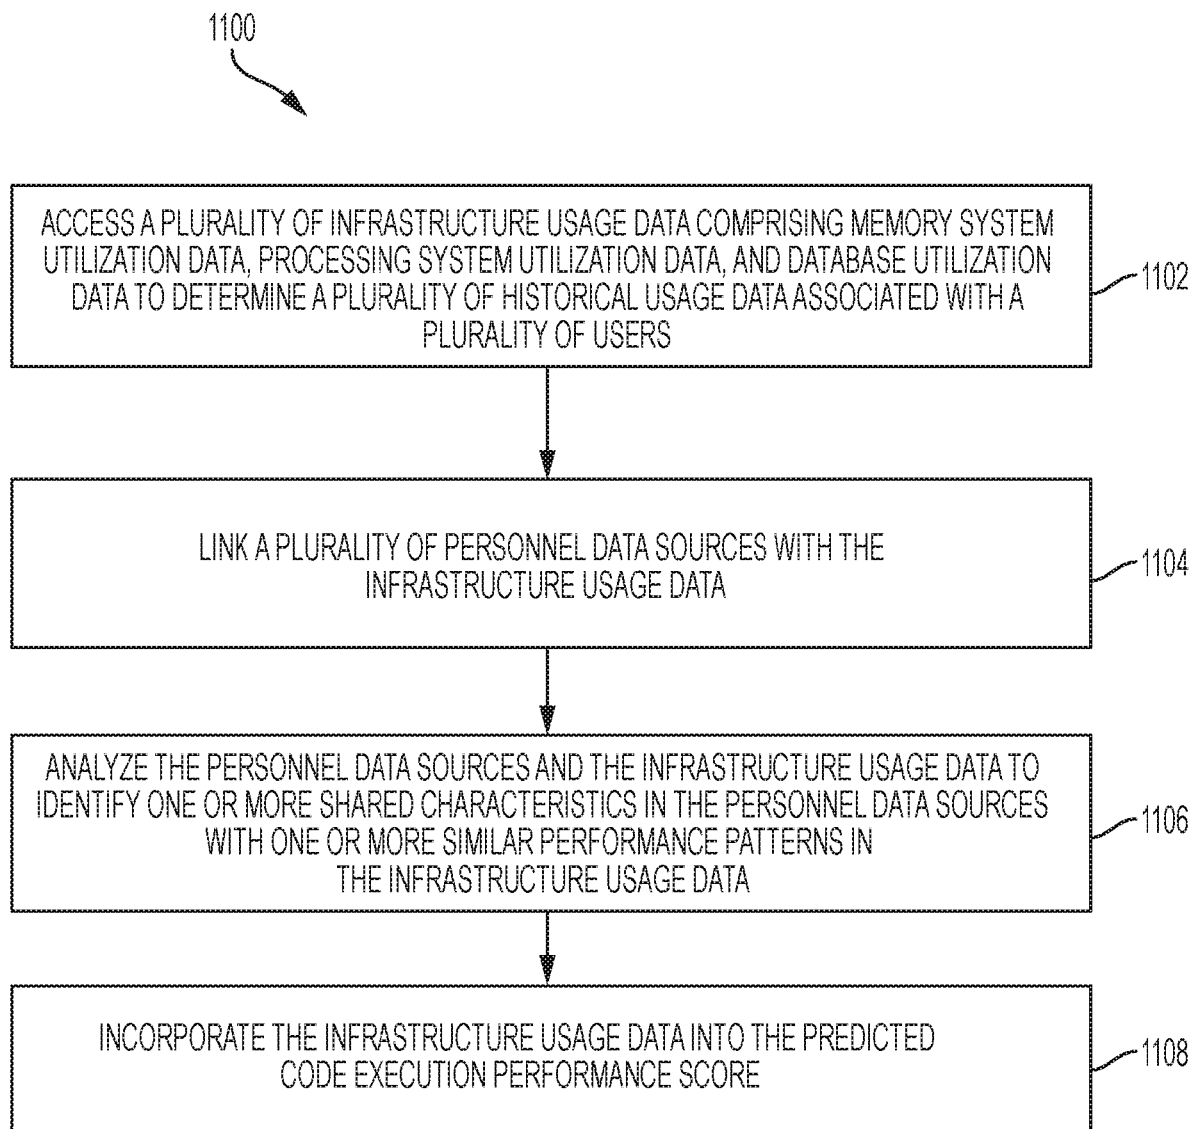 1100
ACCESS A PLURALITY OF INFRASTRUCTURE USAGE DATA COMPRISING MEMORY SYSTEM
UTILIZATION DATA, PROCESSING SYSTEM UTILIZATION DATA, AND DATABASE UTILIZATION
DATA TO DETERMINE A PLURALITY OF HISTORICAL USAGE DATA ASSOCIATED WITH A
PLURALITY OF USERS
1102
LINK A PLURALITY OF PERSONNEL DATA SOURCES WITH THE
INFRASTRUCTURE USAGE DATA
1104
ANALYZE THE PERSONNEL DATA SOURCES AND THE INFRASTRUCTURE USAGE DATA TO
IDENTIFY ONE OR MORE SHARED CHARACTERISTICS IN THE PERSONNEL DATA SOURCES
WITH ONE OR MORE SIMILAR PERFORMANCE PATTERNS IN
THE INFRASTRUCTURE USAGE DATA
1106
INCORPORATE THE INFRASTRUCTURE USAGE DATA INTO THE PREDICTED
CODE EXECUTION PERFORMANCE SCORE
1108